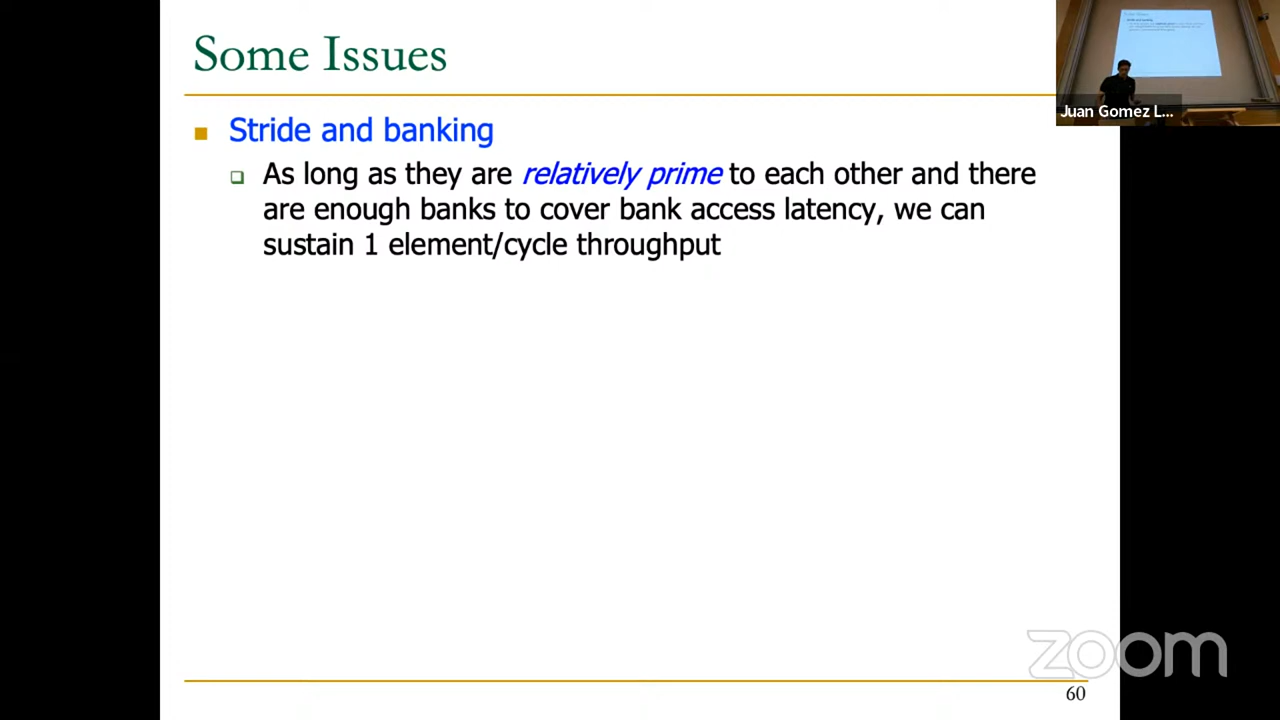 Some Issues
Stride and banking
As long as they are relatively prime to each other and there
are enough banks to cover bank access latency, we can
sustain 1 element/cycle throughput
Juan Gomez L...
zoom
60